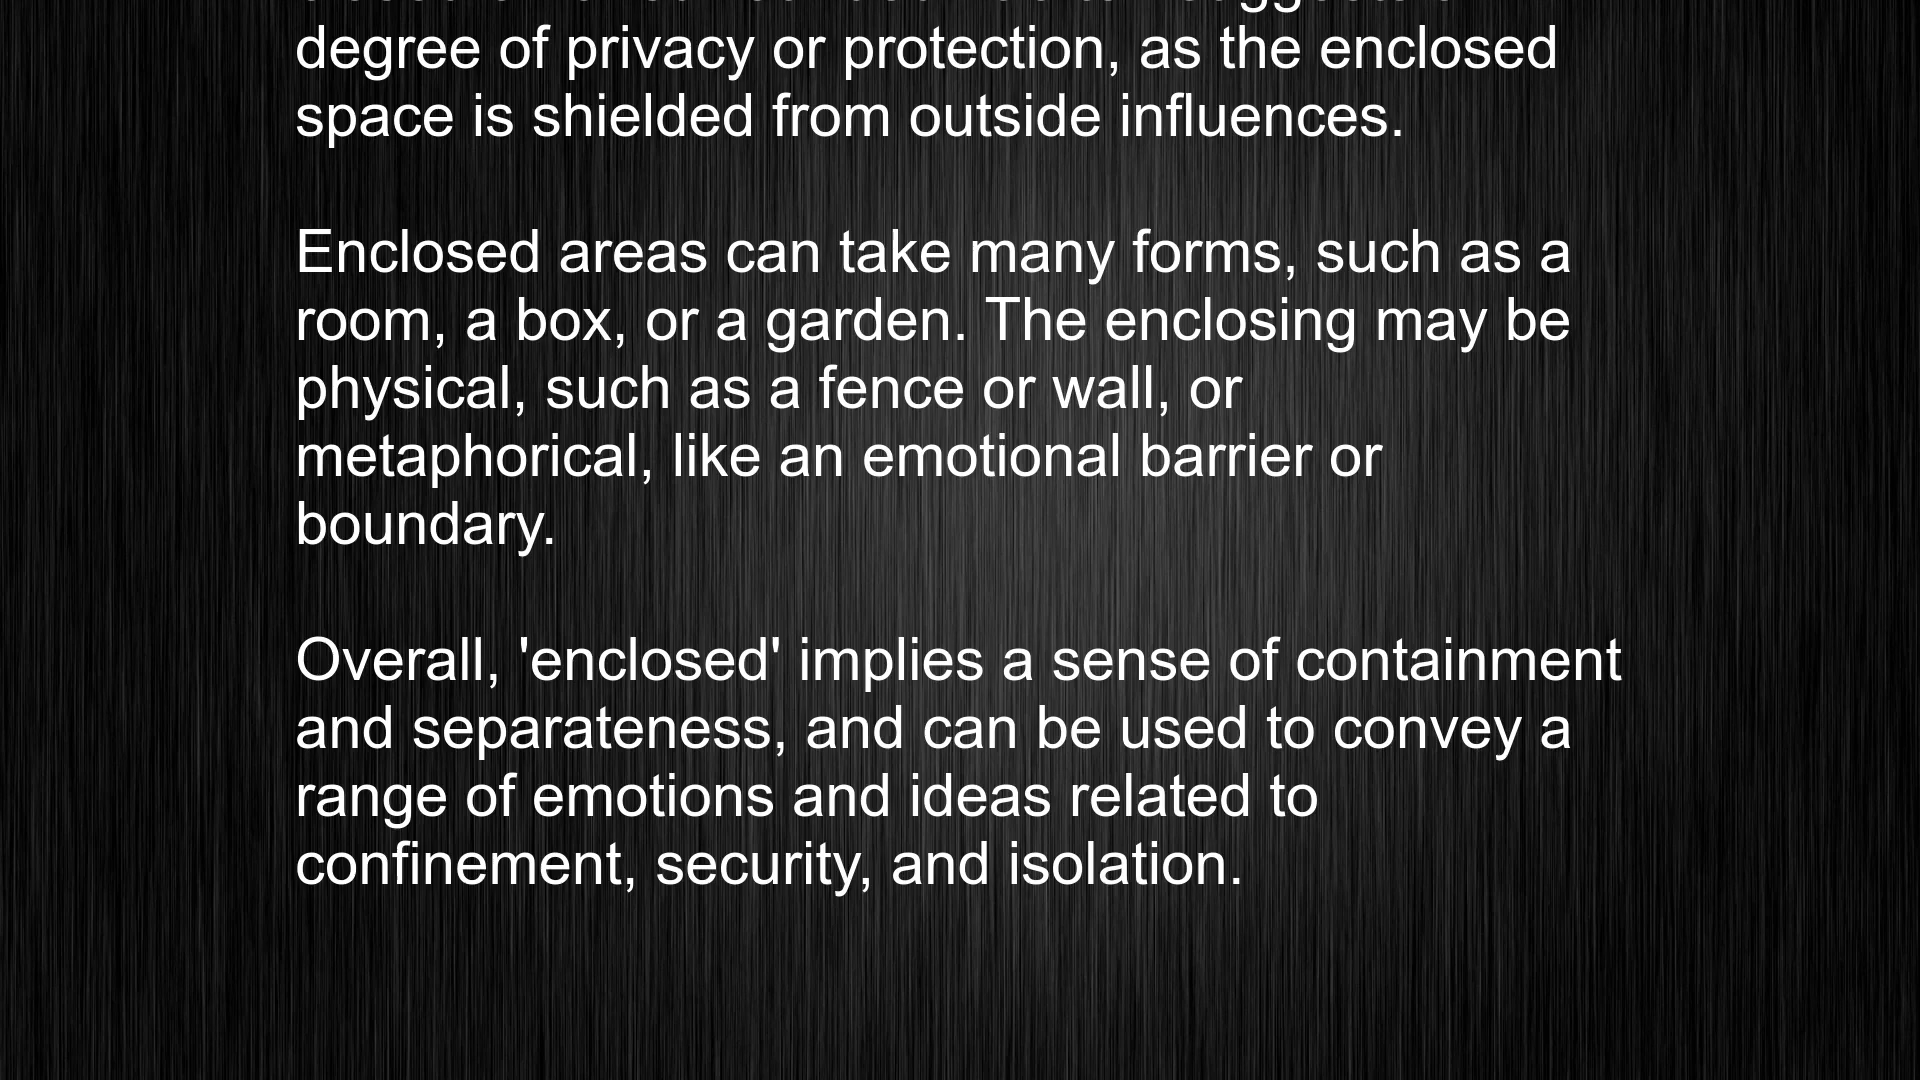 degree of privacy or protection, as the enclosed
space is shielded from outside influences.
Enclosed areas can take many forms, such as a
room, a box, or a garden. The enclosing may be
physical, such as a fence or wall, or
metaphorical, like an emotional barrier or
boundary.
Overall, 'enclosed' implies a sense of containment
and separateness, and can be used to convey a
range of emotions and ideas related to
confinement, security, and isolation.